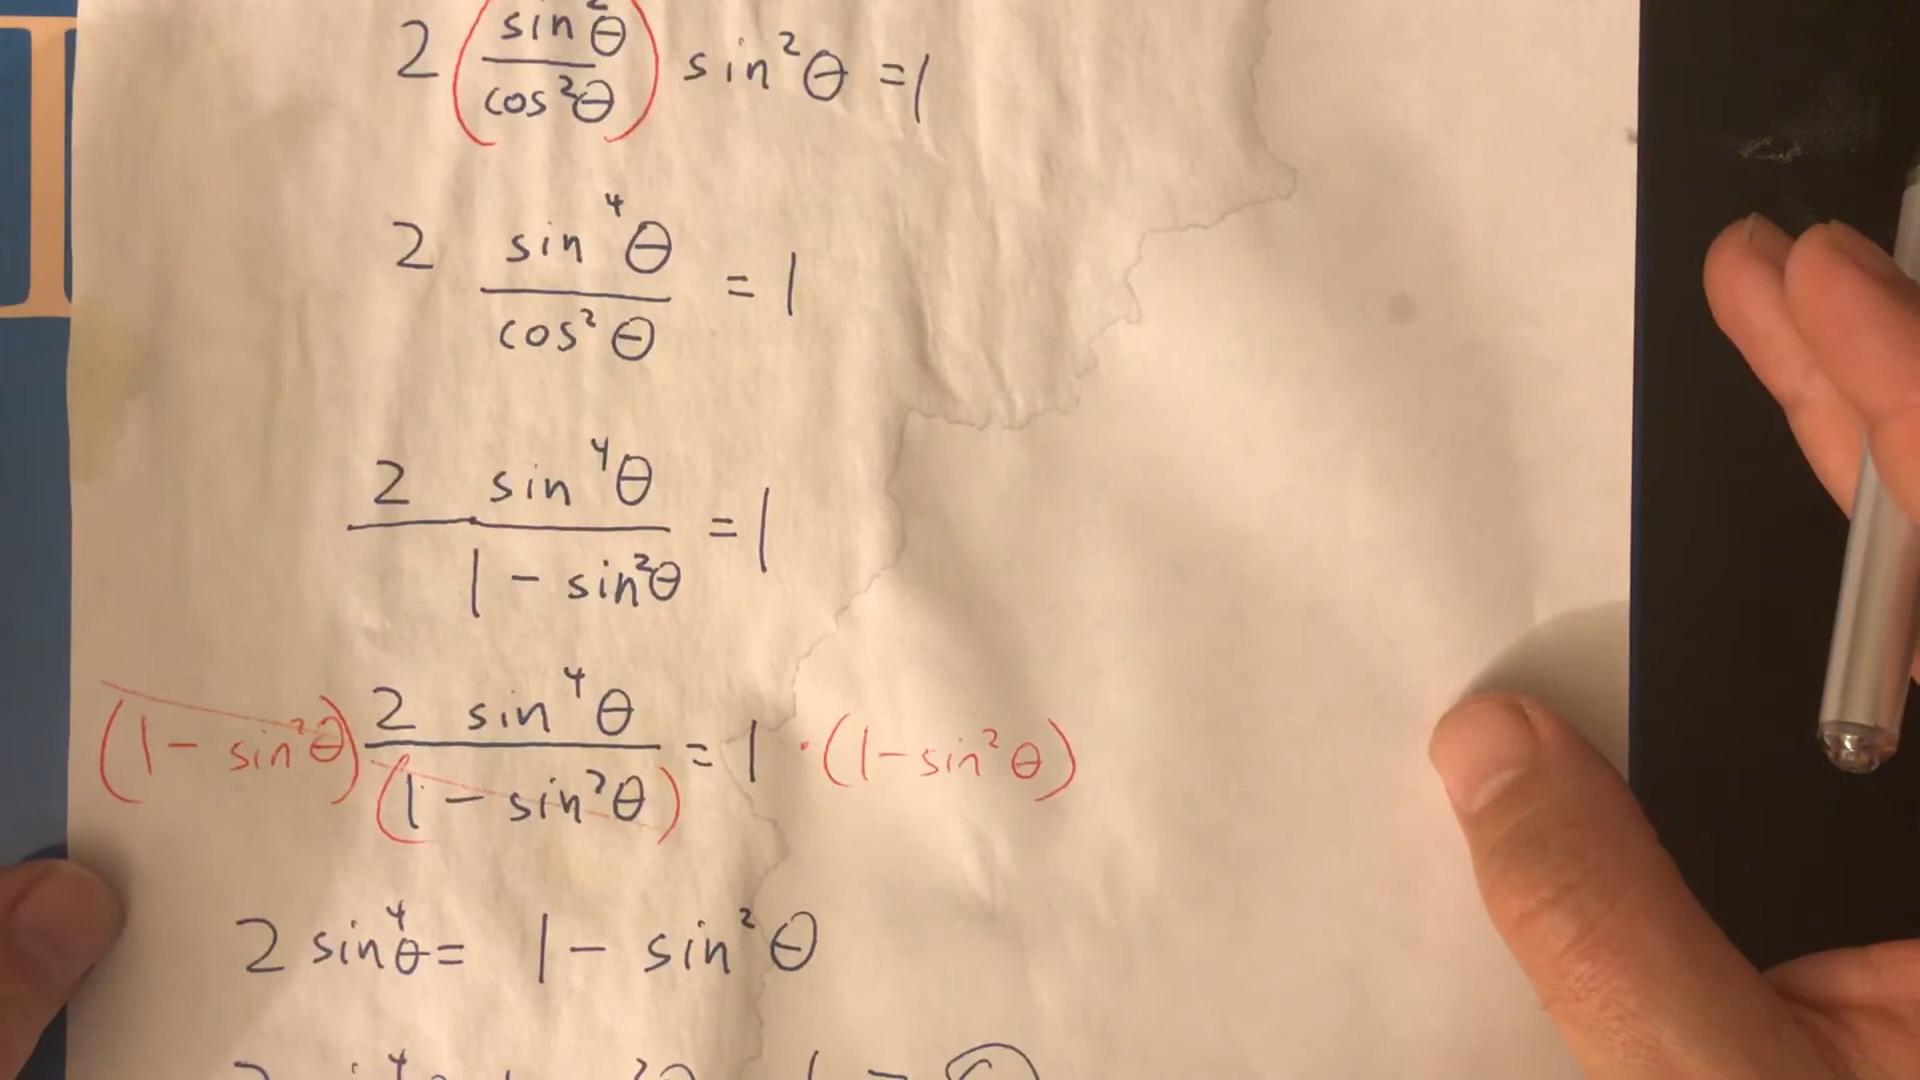 2 (sin²θ/cos²θ) sin²θ = 1
2 sin⁴θ/cos²θ = 1
2 sin⁴θ/1 - sin²θ = 1
(1 - sin²θ) 2 sin⁴θ/(1 - sin²θ) = 1 · (1 - sin²θ)
2 sin⁴θ = 1 - sin²θ